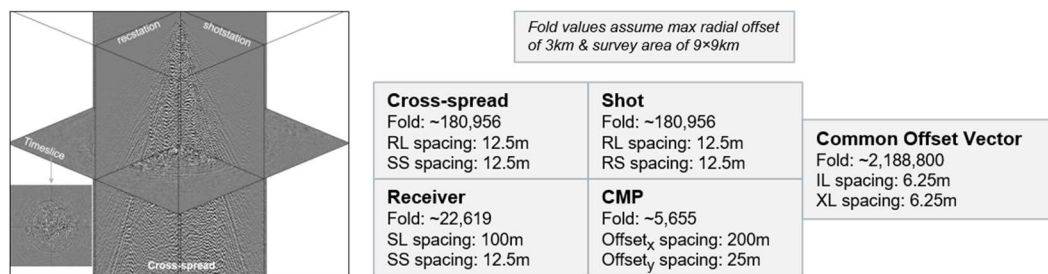 recstation
shotstation
Timeslice
Cross-spread
Fold values assume max radial offset
of 3km & survey area of 9×9km
Cross-spread
Fold: ~180,956
RL spacing: 12.5m
SS spacing: 12.5m
Shot
Fold: ~180,956
RL spacing: 12.5m
RS spacing: 12.5m
Receiver
Fold: ~22,619
SL spacing: 100m
SS spacing: 12.5m
CMP
Fold: ~5,655
Offsetx spacing: 200m
Offsety spacing: 25m
Common Offset Vector
Fold: ~2,188,800
IL spacing: 6.25m
XL spacing: 6.25m